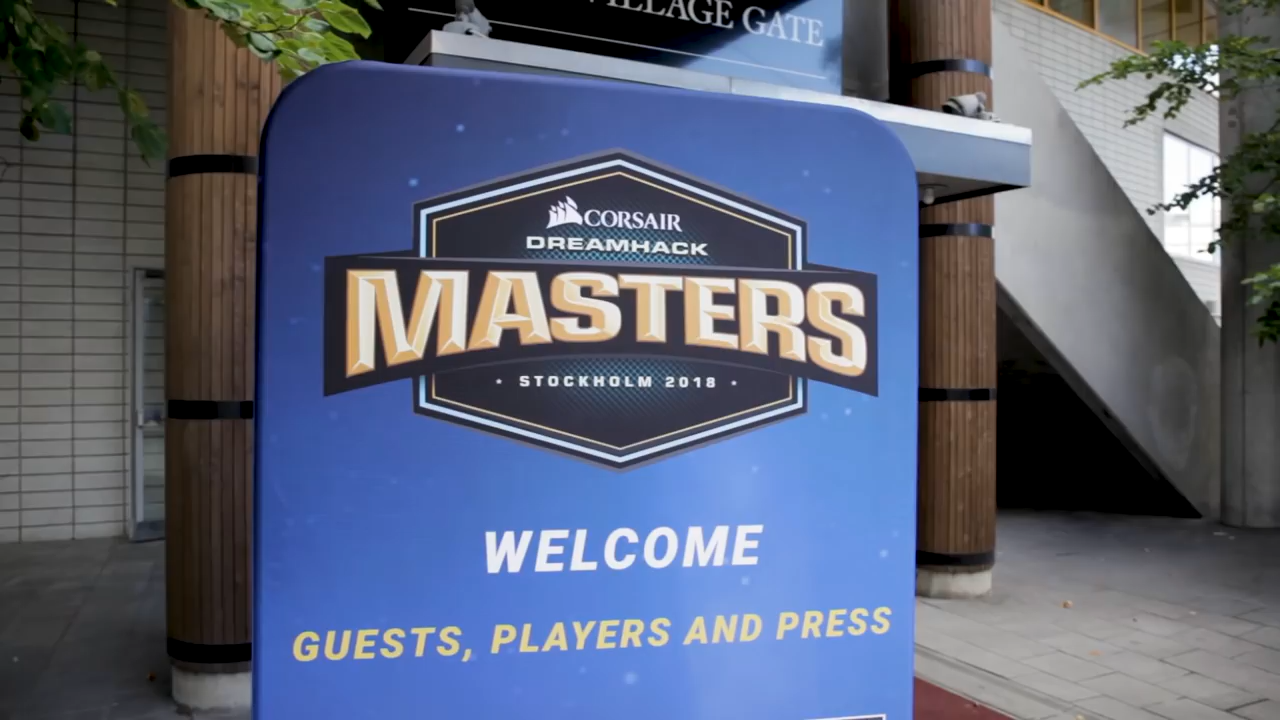 VILLAGE GATE
CORSAIR
DREAMHACK
MASTERS
• STOCKHOLM 2018 •
WELCOME
GUESTS, PLAYERS AND PRESS